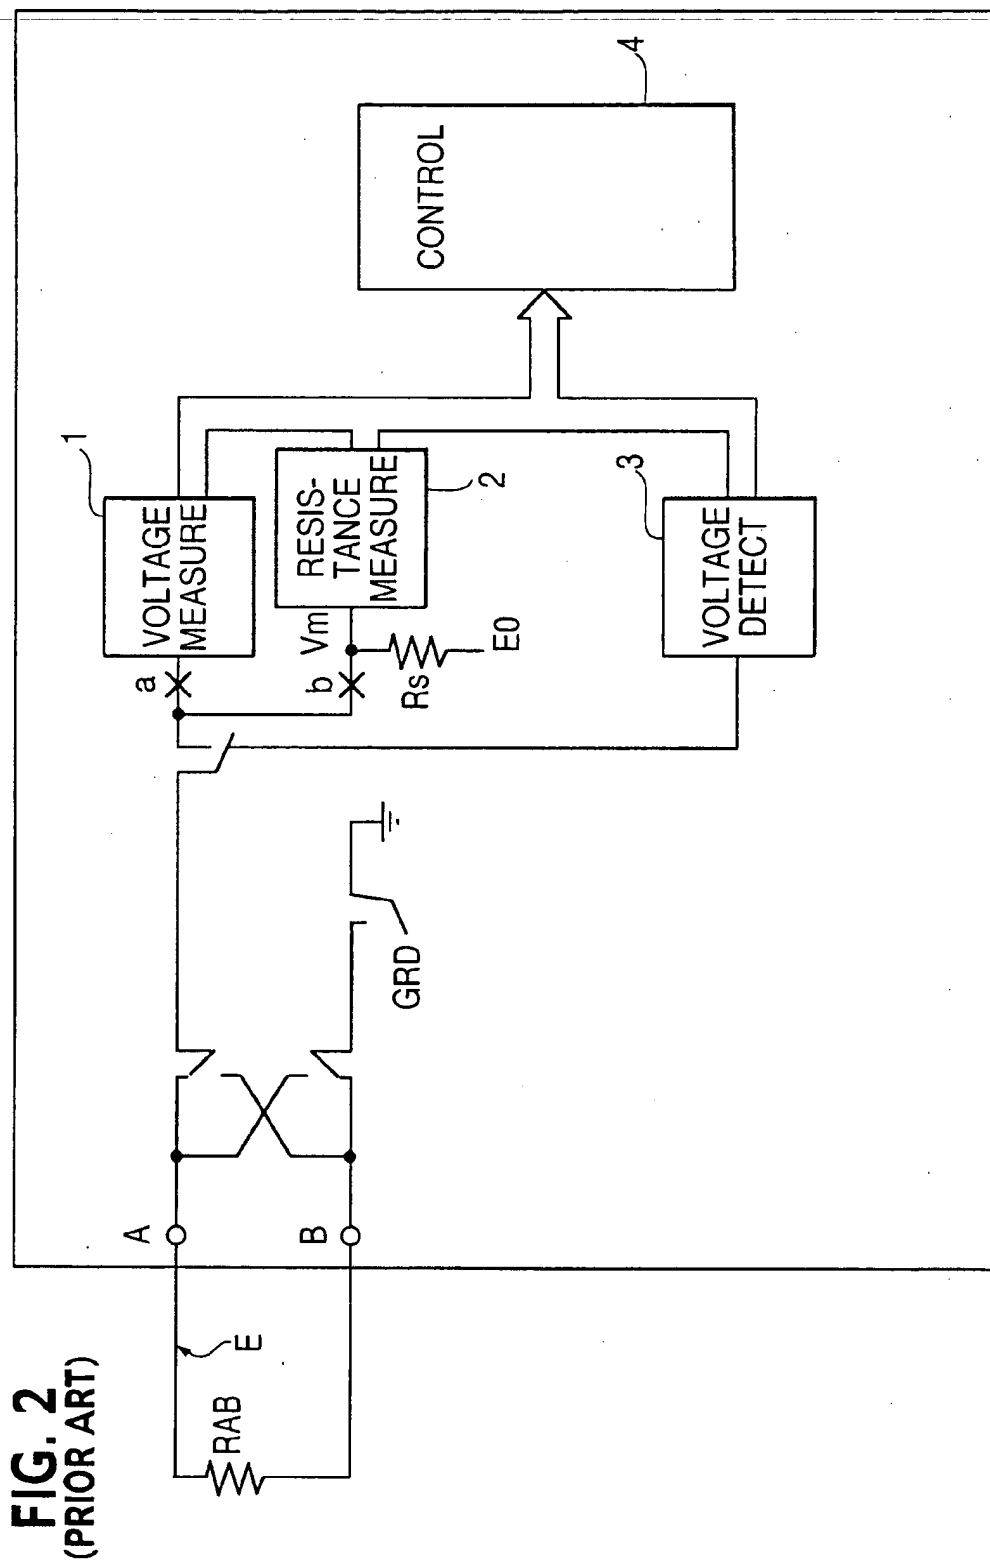 FIG. 2
(PRIOR ART)
RAB
E
A
B
GRD
a
b
Vm
Rs
E0
VOLTAGE
MEASURE
1
RESIS-
TANCE
MEASURE
2
VOLTAGE
DETECT
3
CONTROL
4